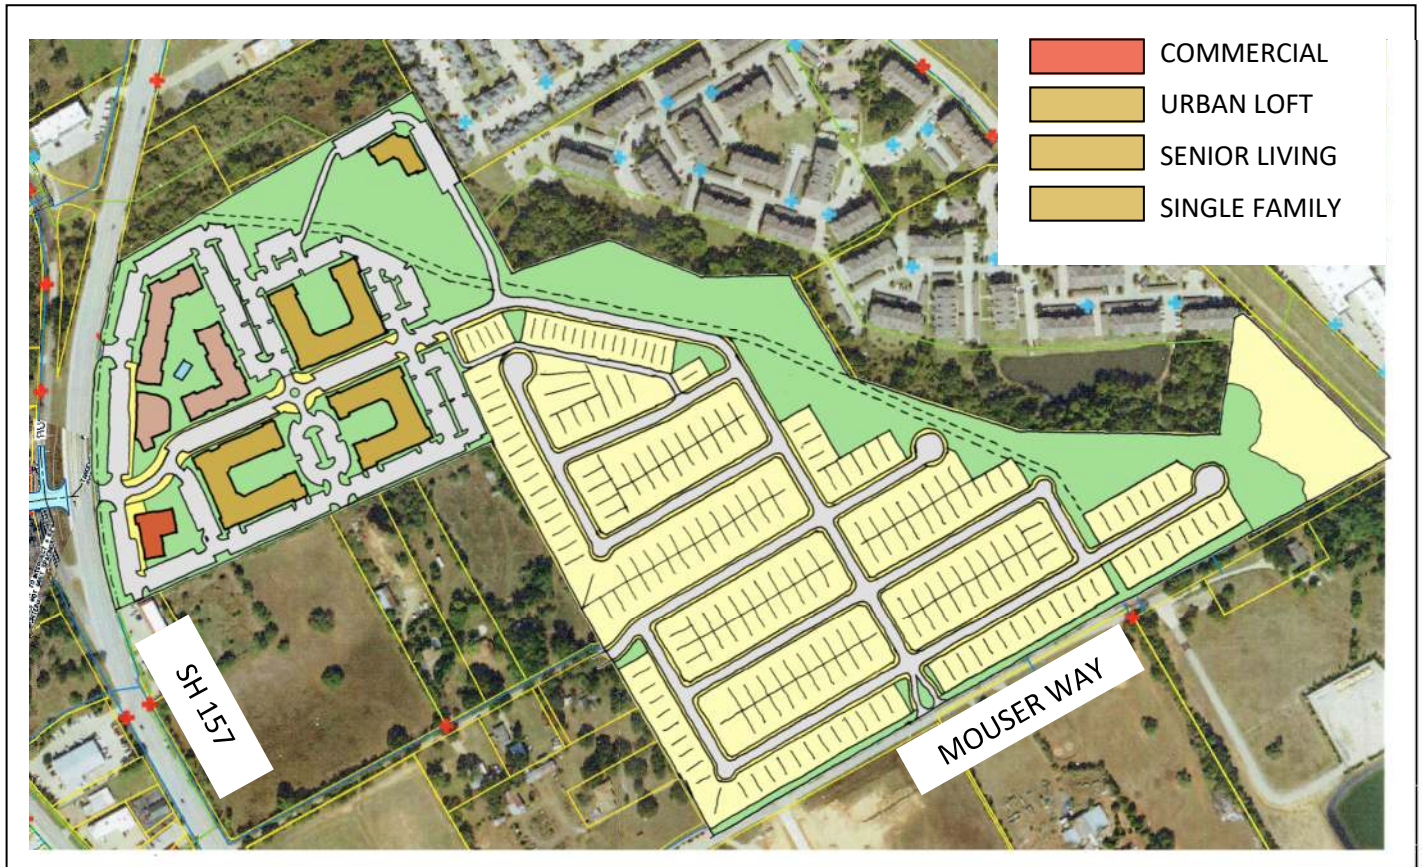 COMMERCIAL
URBAN LOFT
SENIOR LIVING
SINGLE FAMILY
SH 157
MOUSER WAY